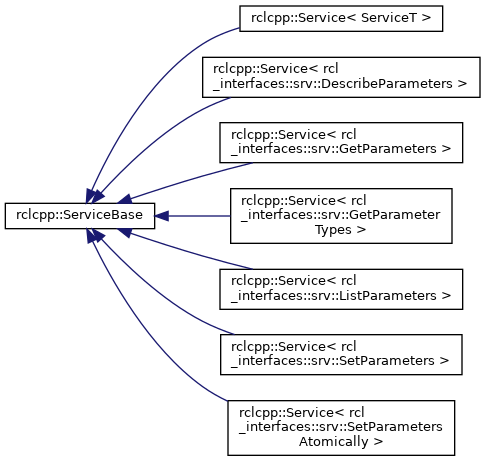 rclcpp::Service< ServiceT >
rclcpp::Service< rcl
_interfaces::srv::DescribeParameters >
rclcpp::Service< rcl
_interfaces::srv::GetParameters >
rclcpp::ServiceBase
rclcpp::Service< rcl
_interfaces::srv::GetParameter
Types >
rclcpp::Service< rcl
_interfaces::srv::ListParameters >
rclcpp::Service< rcl
_interfaces::srv::SetParameters >
rclcpp::Service< rcl
_interfaces::srv::SetParameters
Atomically >